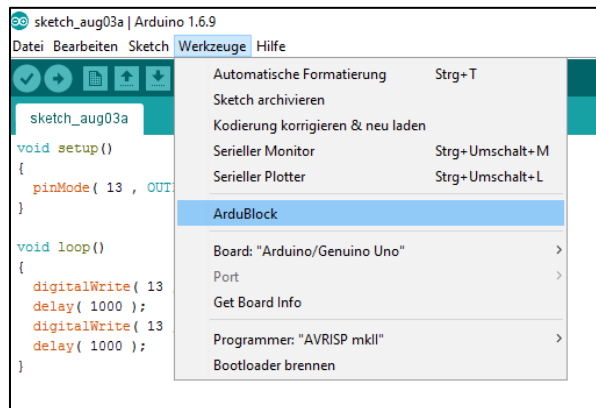 sketch_aug03a | Arduino 1.6.9
Datei Bearbeiten Sketch Werkzeuge Hilfe
sketch_aug03a
void setup()
{
pinMode( 13 , OUT
}
void loop()
{
digitalWrite( 13
delay( 1000 );
digitalWrite( 13
delay( 1000 );
}
Automatische Formatierung Strg+T
Sketch archivieren
Kodierung korrigieren & neu laden
Serieller Monitor Strg+Umschalt+M
Serieller Plotter Strg+Umschalt+L
ArduBlock
Board: "Arduino/Genuino Uno"
Port
Get Board Info
Programmer: "AVRISP mkII"
Bootloader brennen